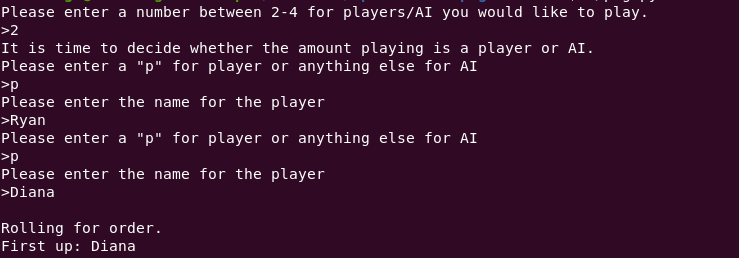 Please enter a number between 2-4 for players/AI you would like to play.
>2
It is time to decide whether the amount playing is a player or AI.
Please enter a "p" for player or anything else for AI
>p
Please enter the name for the player
>Ryan
Please enter a "p" for player or anything else for AI
>p
Please enter the name for the player
>Diana
Rolling for order.
First up: Diana